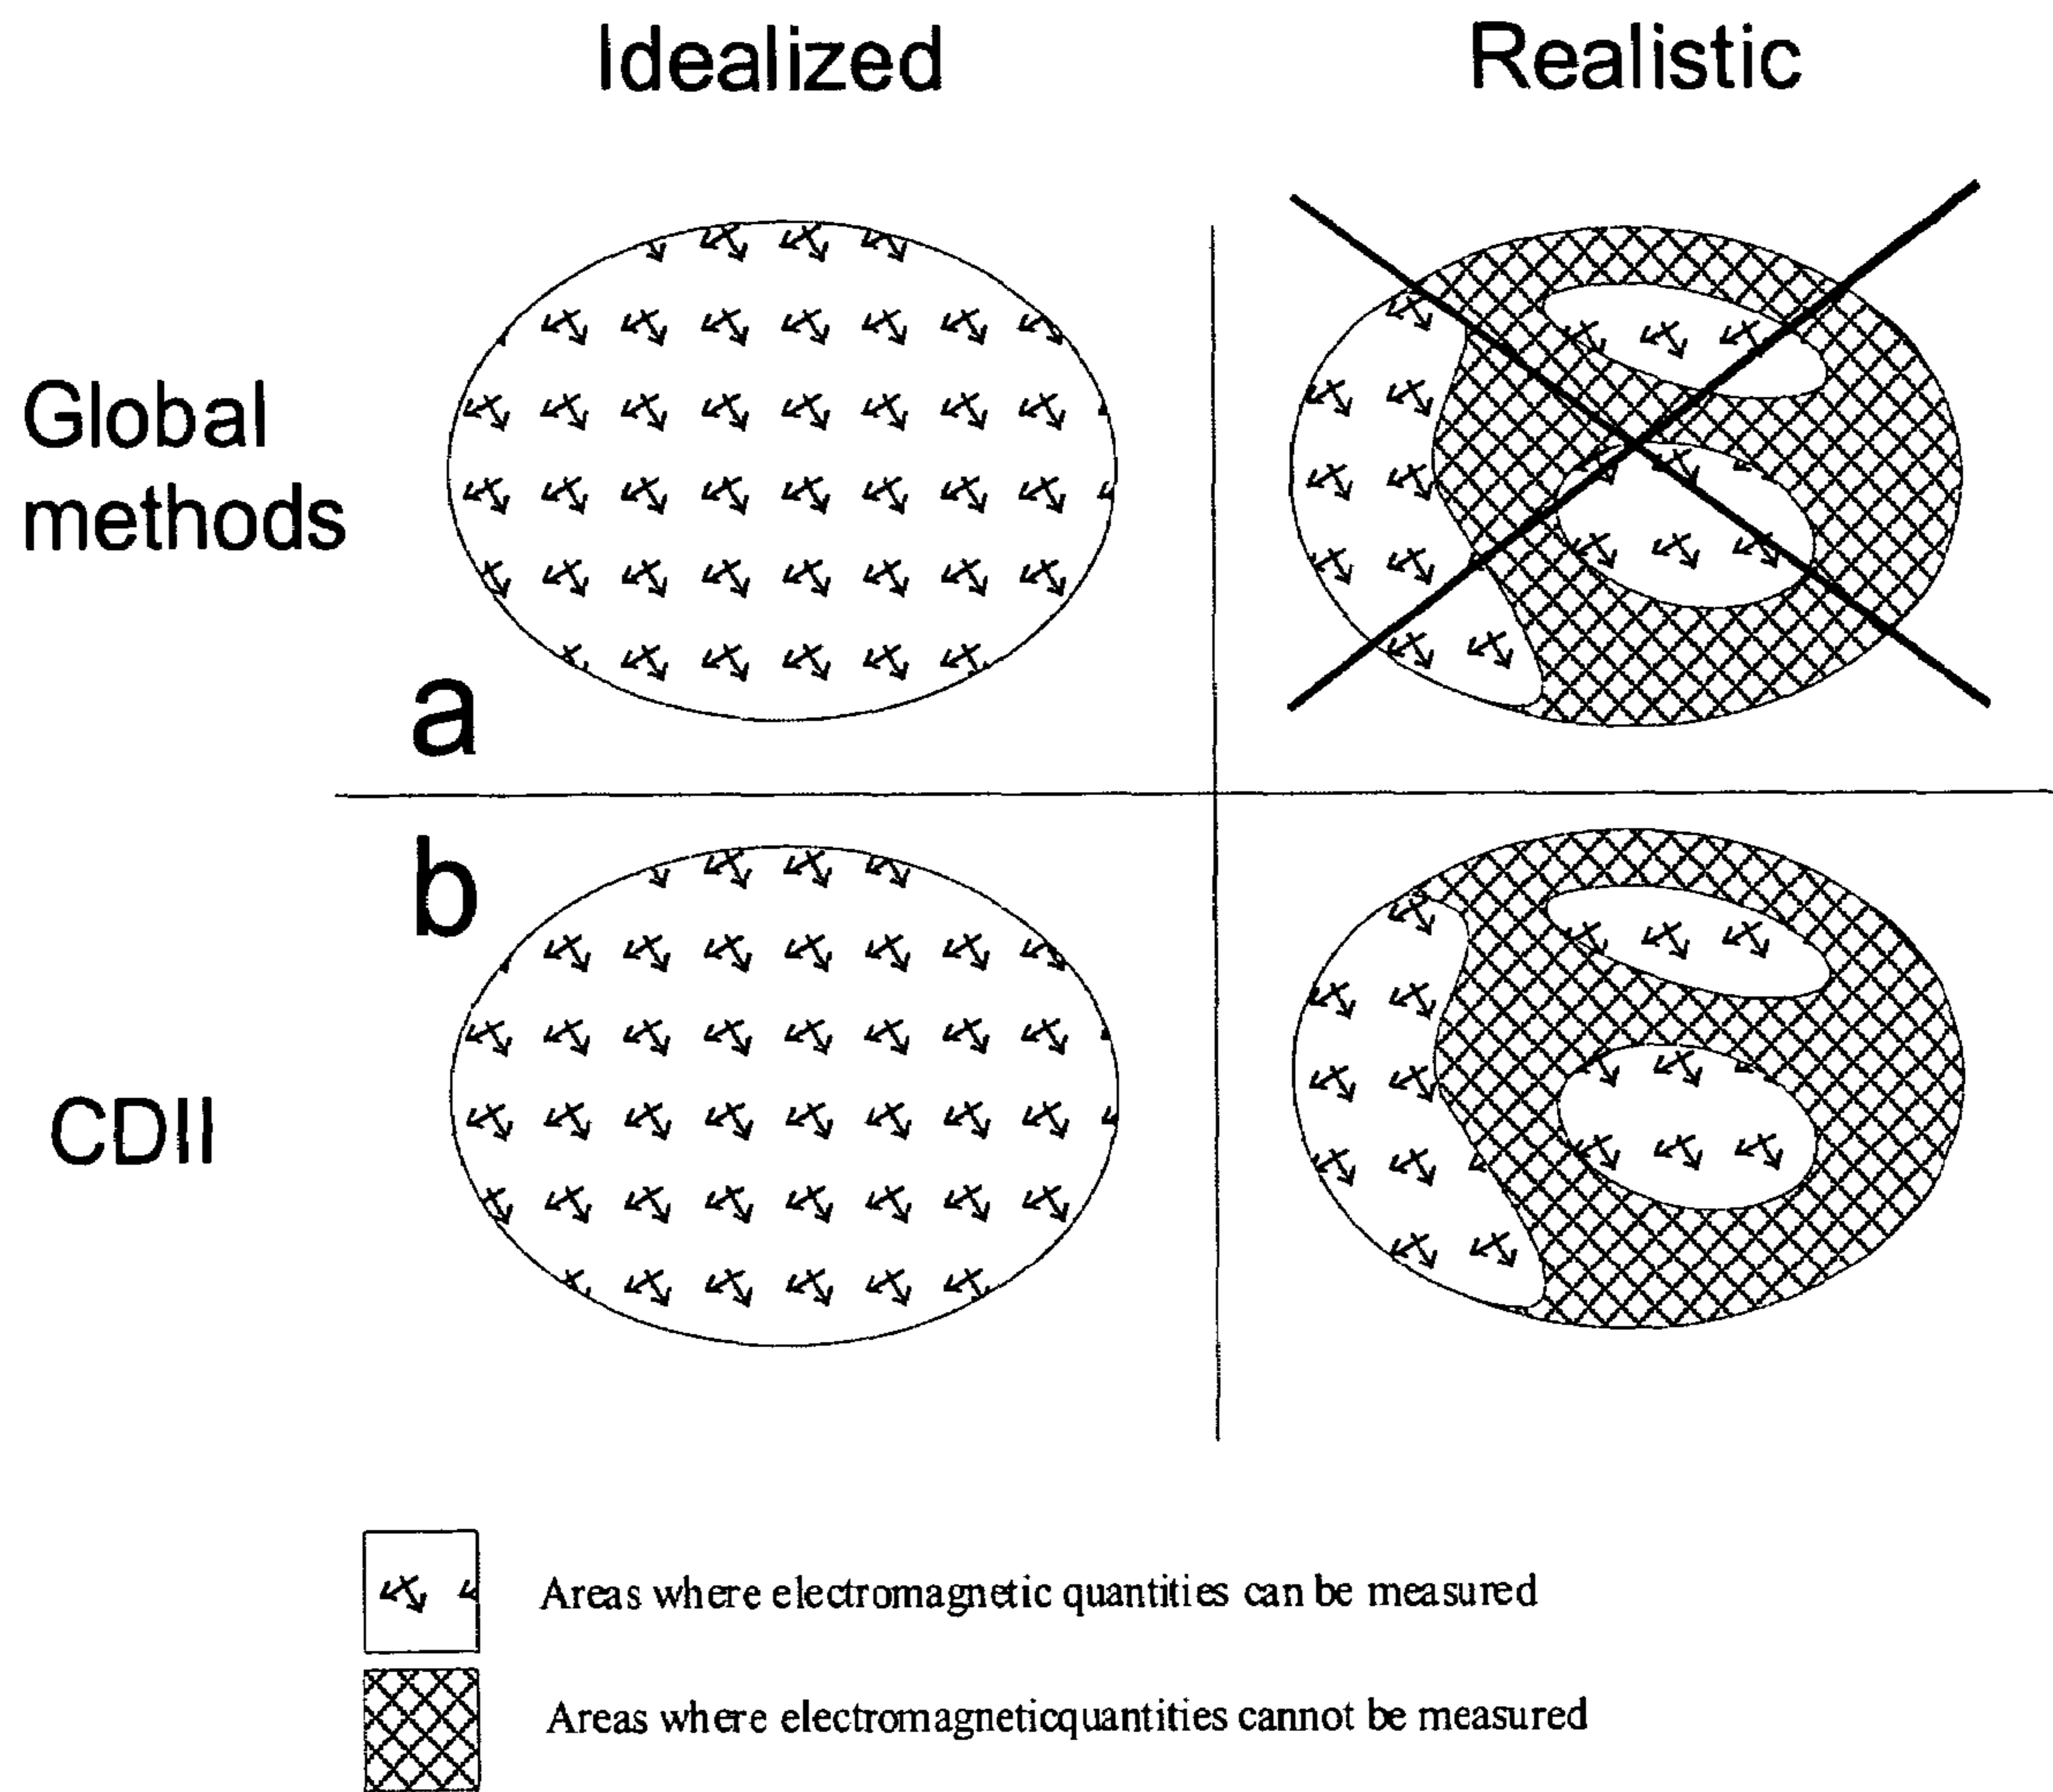 Idealized
Realistic
Global
methods
a
b
CDII
Areas where electromagnetic quantities can be measured
Areas where electromagneticquantities cannot be measured